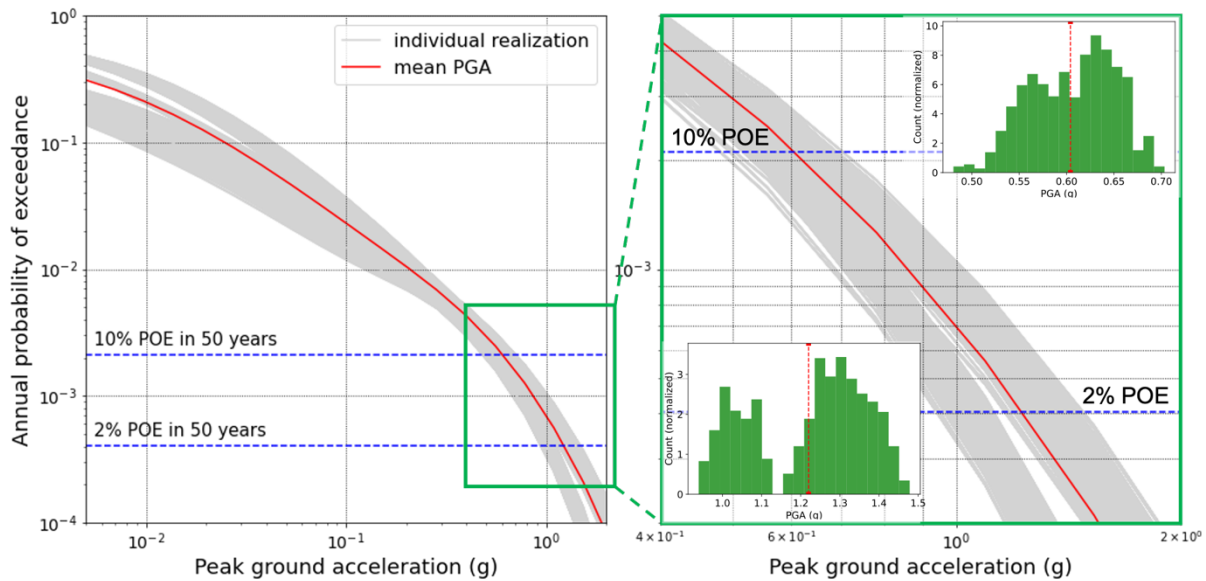 10⁰
10⁻¹
10⁻²
10⁻³
10⁻⁴
10⁻²
10⁻¹
10⁰
Annual probability of exceedance
Peak ground acceleration (g)
individual realization
mean PGA
10% POE in 50 years
2% POE in 50 years
10⁻³
4 × 10⁻¹
6 × 10⁻¹
10⁰
2 × 10⁰
Peak ground acceleration (g)
10% POE
2% POE
10
8
6
4
2
0
Count (normalized)
0.50
0.55
0.60
0.65
0.70
PGA (g)
3
2
1
0
Count (normalized)
1.0
1.1
1.2
1.3
1.4
1.5
PGA (g)